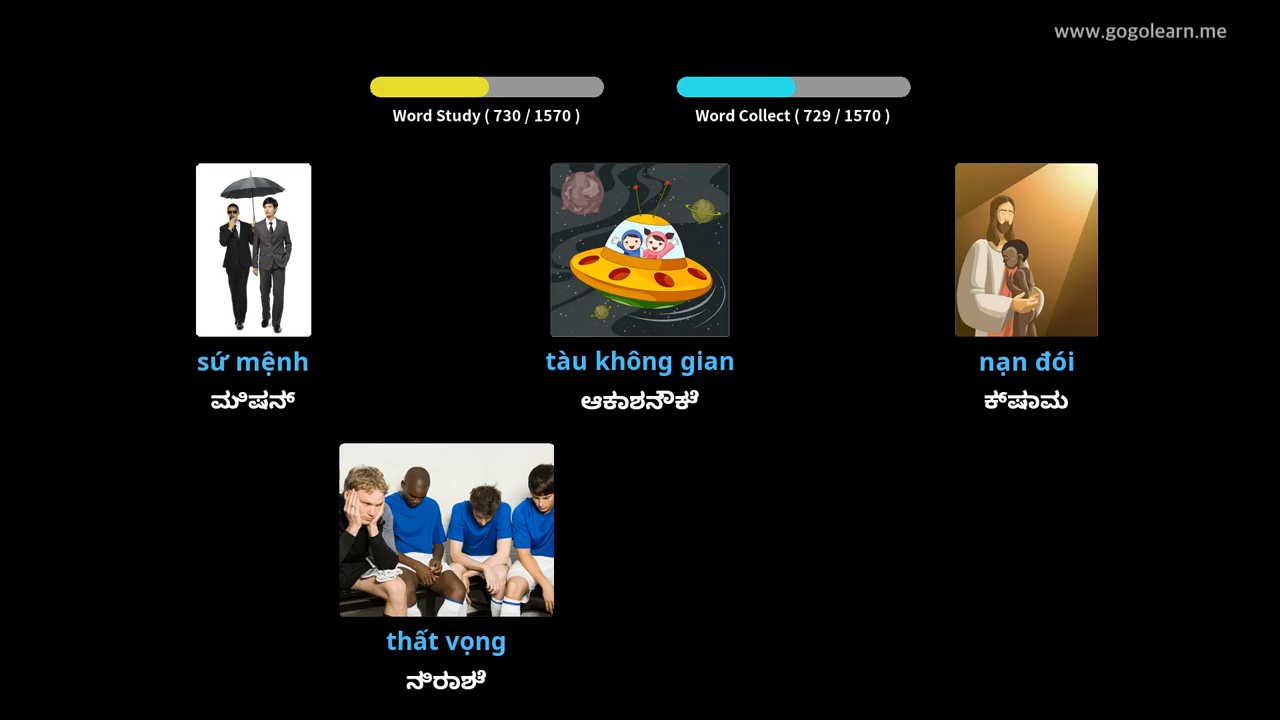 www.gogolearn.me
Word Study ( 730 / 1570 )
Word Collect ( 729 / 1570 )
sứ mệnh
ಮಿಷನ್
tàu không gian
ಆಕಾಶನೌಕೆ
nạn đói
ಕ್ಷಾಮ
thất vọng
ನಿರಾಶೆ